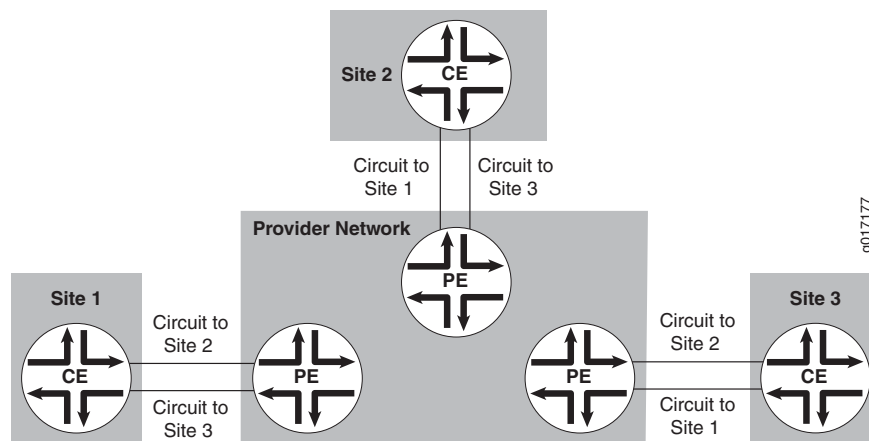 Site 2
CE
Circuit to
Site 1
Circuit to
Site 3
g017177
Provider Network
PE
Site 1
CE
Circuit to
Site 2
Circuit to
Site 3
PE
PE
Circuit to
Site 2
Circuit to
Site 1
Site 3
CE